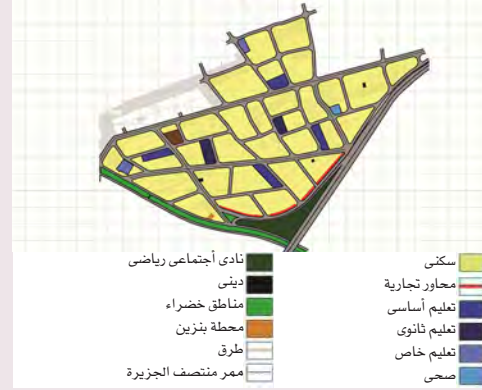 سكنى
محاور تجارية
تعليم أساسى
تعليم ثانوى
تعليم خاص
صحى
نادى أجتماعى رياضى
دينى
مناطق خضراء
محطة بنزين
طرق
ممر منتصف الجزيرة